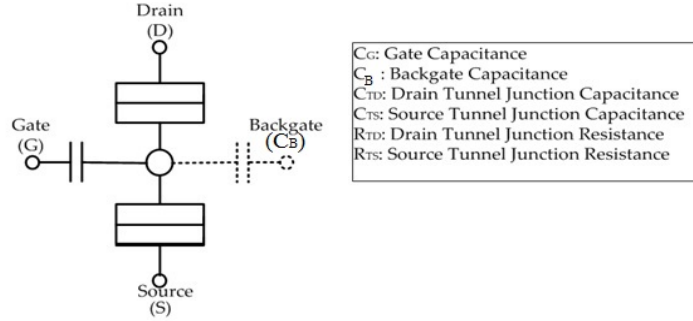 Drain
(D)
Gate
(G)
Backgate
(CB)
Source
(S)
CG: Gate Capacitance
CB : Backgate Capacitance
CTD: Drain Tunnel Junction Capacitance
CTS: Source Tunnel Junction Capacitance
RTD: Drain Tunnel Junction Resistance
RTS: Source Tunnel Junction Resistance